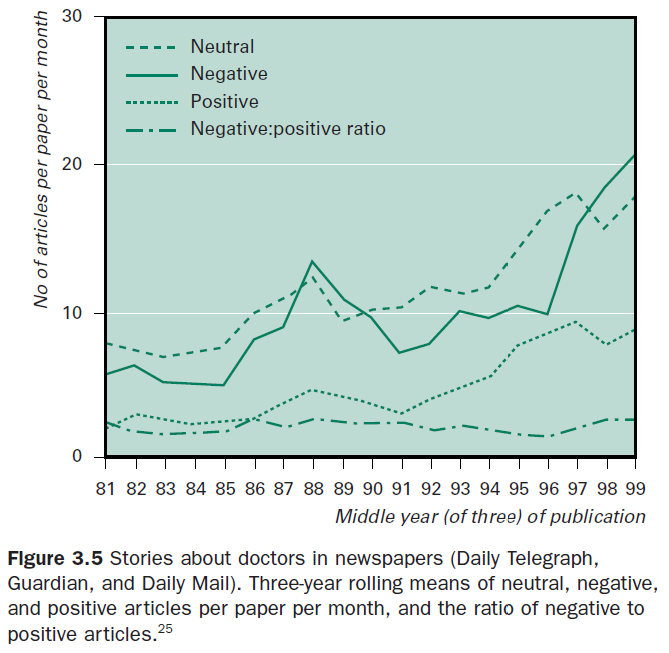 No of articles per paper per month
30
20
10
0
Neutral
Negative
Positive
Negative:positive ratio
81 82 83 84 85 86 87 88 89 90 91 92 93 94 95 96 97 98 99
Middle year (of three) of publication
Figure 3.5 Stories about doctors in newspapers (Daily Telegraph,
Guardian, and Daily Mail). Three-year rolling means of neutral, negative,
and positive articles per paper per month, and the ratio of negative to
positive articles.25